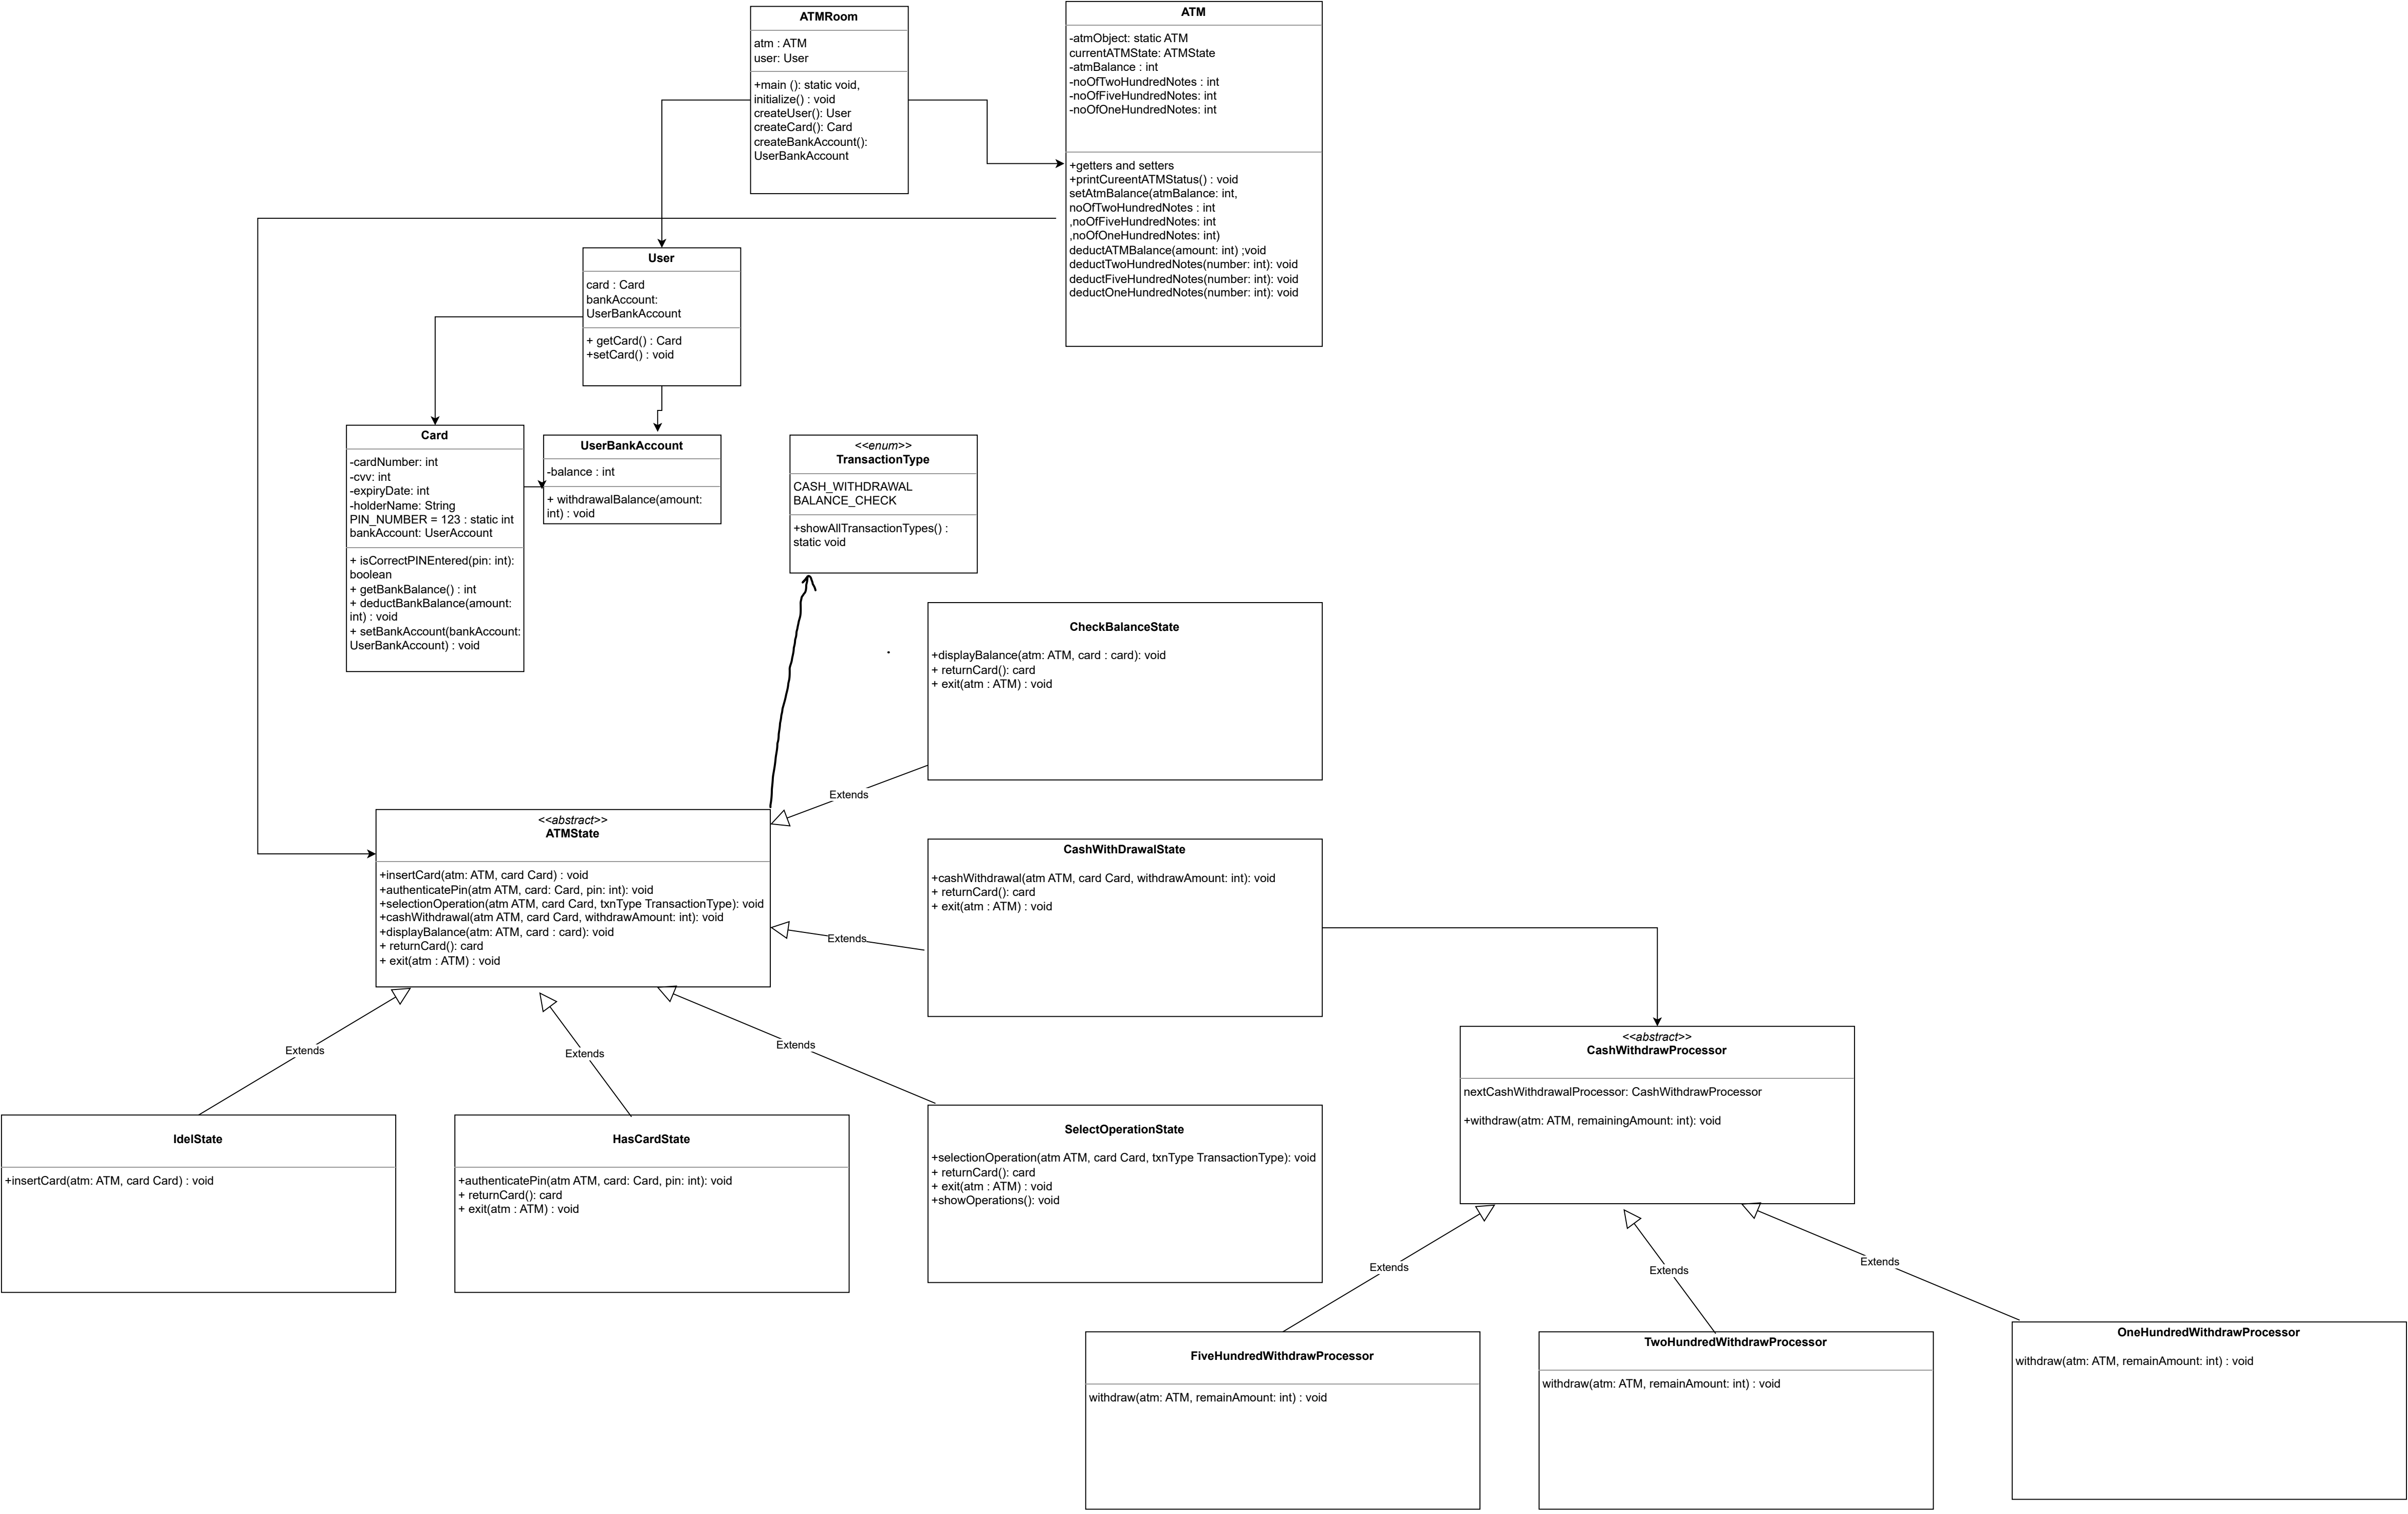 ATMRoom
atm : ATM
user: User
+main (): static void,
initialize() : void
createUser(): User
createCard(): Card
createBankAccount():
UserBankAccount
ATM
-atmObject: static ATM
currentATMState: ATMState
-atmBalance : int
-noOfTwoHundredNotes : int
-noOfFiveHundredNotes: int
-noOfOneHundredNotes: int
+getters and setters
+printCureentATMStatus() : void
setAtmBalance(atmBalance: int,
noOfTwoHundredNotes : int
,noOfFiveHundredNotes: int
,noOfOneHundredNotes: int)
deductATMBalance(amount: int) ;void
deductTwoHundredNotes(number: int): void
deductFiveHundredNotes(number: int): void
deductOneHundredNotes(number: int): void
User
card : Card
bankAccount:
UserBankAccount
+ getCard() : Card
+setCard() : void
Card
-cardNumber: int
-cvv: int
-expiryDate: int
-holderName: String
PIN_NUMBER = 123 : static int
bankAccount: UserAccount
+ isCorrectPINEntered(pin: int):
boolean
+ getBankBalance() : int
+ deductBankBalance(amount:
int) : void
+ setBankAccount(bankAccount:
UserBankAccount) : void
UserBankAccount
-balance : int
+ withdrawalBalance(amount:
int) : void
<<enum>>
TransactionType
CASH_WITHDRAWAL
BALANCE_CHECK
+showAllTransactionTypes() :
static void
CheckBalanceState
+displayBalance(atm: ATM, card : card): void
+ returnCard(): card
+ exit(atm : ATM) : void
Extends
<<abstract>>
ATMState
+insertCard(atm: ATM, card Card) : void
+authenticatePin(atm ATM, card: Card, pin: int): void
+selectionOperation(atm ATM, card Card, txnType TransactionType): void
+cashWithdrawal(atm ATM, card Card, withdrawAmount: int): void
+displayBalance(atm: ATM, card : card): void
+ returnCard(): card
+ exit(atm : ATM) : void
CashWithDrawalState
+cashWithdrawal(atm ATM, card Card, withdrawAmount: int): void
+ returnCard(): card
+ exit(atm : ATM) : void
Extends
Extends
Extends
Extends
IdelState
+insertCard(atm: ATM, card Card) : void
HasCardState
+authenticatePin(atm ATM, card: Card, pin: int): void
+ returnCard(): card
+ exit(atm : ATM) : void
SelectOperationState
+selectionOperation(atm ATM, card Card, txnType TransactionType): void
+ returnCard(): card
+ exit(atm : ATM) : void
+showOperations(): void
<<abstract>>
CashWithdrawProcessor
nextCashWithdrawalProcessor: CashWithdrawProcessor
+withdraw(atm: ATM, remainingAmount: int): void
Extends
Extends
Extends
FiveHundredWithdrawProcessor
withdraw(atm: ATM, remainAmount: int) : void
TwoHundredWithdrawProcessor
withdraw(atm: ATM, remainAmount: int) : void
OneHundredWithdrawProcessor
withdraw(atm: ATM, remainAmount: int) : void